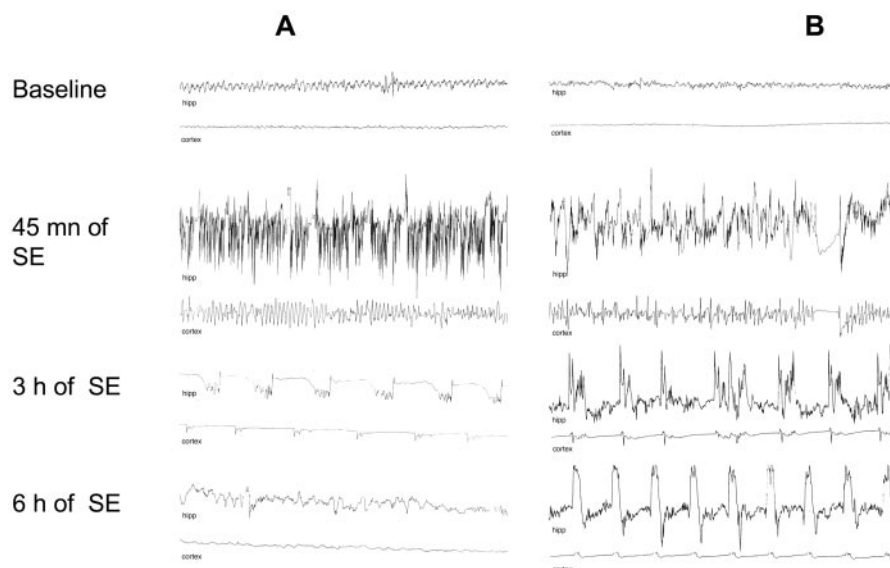 A B
Baseline
hipp hipp
cortex cortex
45 mn of
SE
hipp hipp
cortex cortex
3 h of SE
hipp hipp
cortex cortex
6 h of SE
hipp hipp
cortex cortex